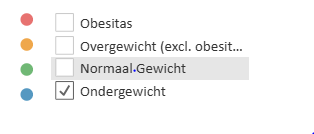 Obesitas
Overgewicht (excl. obesit...
Normaal Gewicht
Ondergewicht